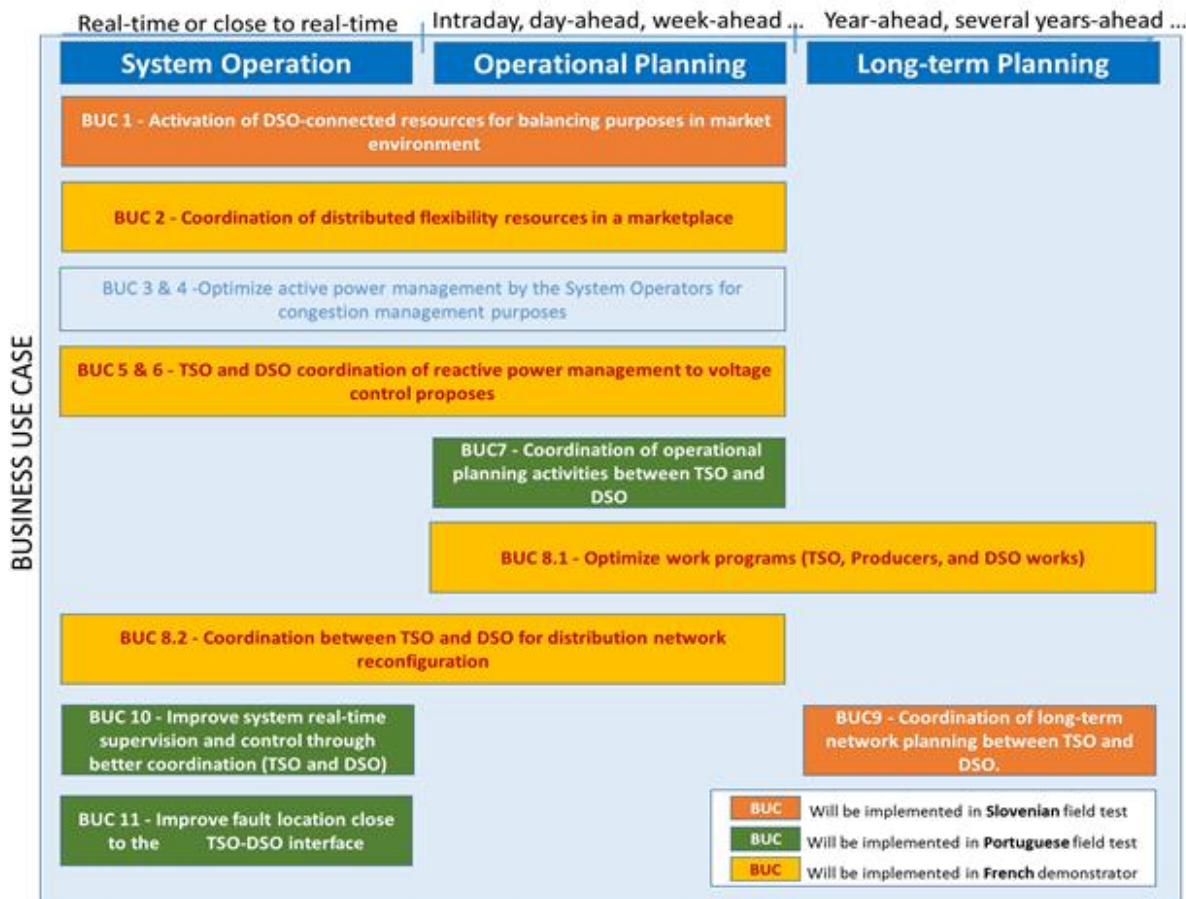 Real-time or close to real-time
Intraday, day-ahead, week-ahead ...
Year-ahead, several years-ahead ...
System Operation
Operational Planning
Long-term Planning
BUSINESS USE CASE
BUC 1 - Activation of DSO-connected resources for balancing purposes in market
environment
BUC 2 - Coordination of distributed flexibility resources in a marketplace
BUC 3 & 4 -Optimize active power management by the System Operators for
congestion management purposes
BUC 5 & 6 - TSO and DSO coordination of reactive power management to voltage
control proposes
BUC7 - Coordination of operational
planning activities between TSO and
DSO
BUC 8.1 - Optimize work programs (TSO, Producers, and DSO works)
BUC 8.2 - Coordination between TSO and DSO for distribution network
reconfiguration
BUC 10 - Improve system real-time
supervision and control through
better coordination (TSO and DSO)
BUC9 - Coordination of long-term
network planning between TSO and
DSO.
BUC 11 - Improve fault location close
to the TSO-DSO interface
BUC Will be implemented in Slovenian field test
BUC Will be implemented in Portuguese field test
BUC Will be implemented in French demonstrator